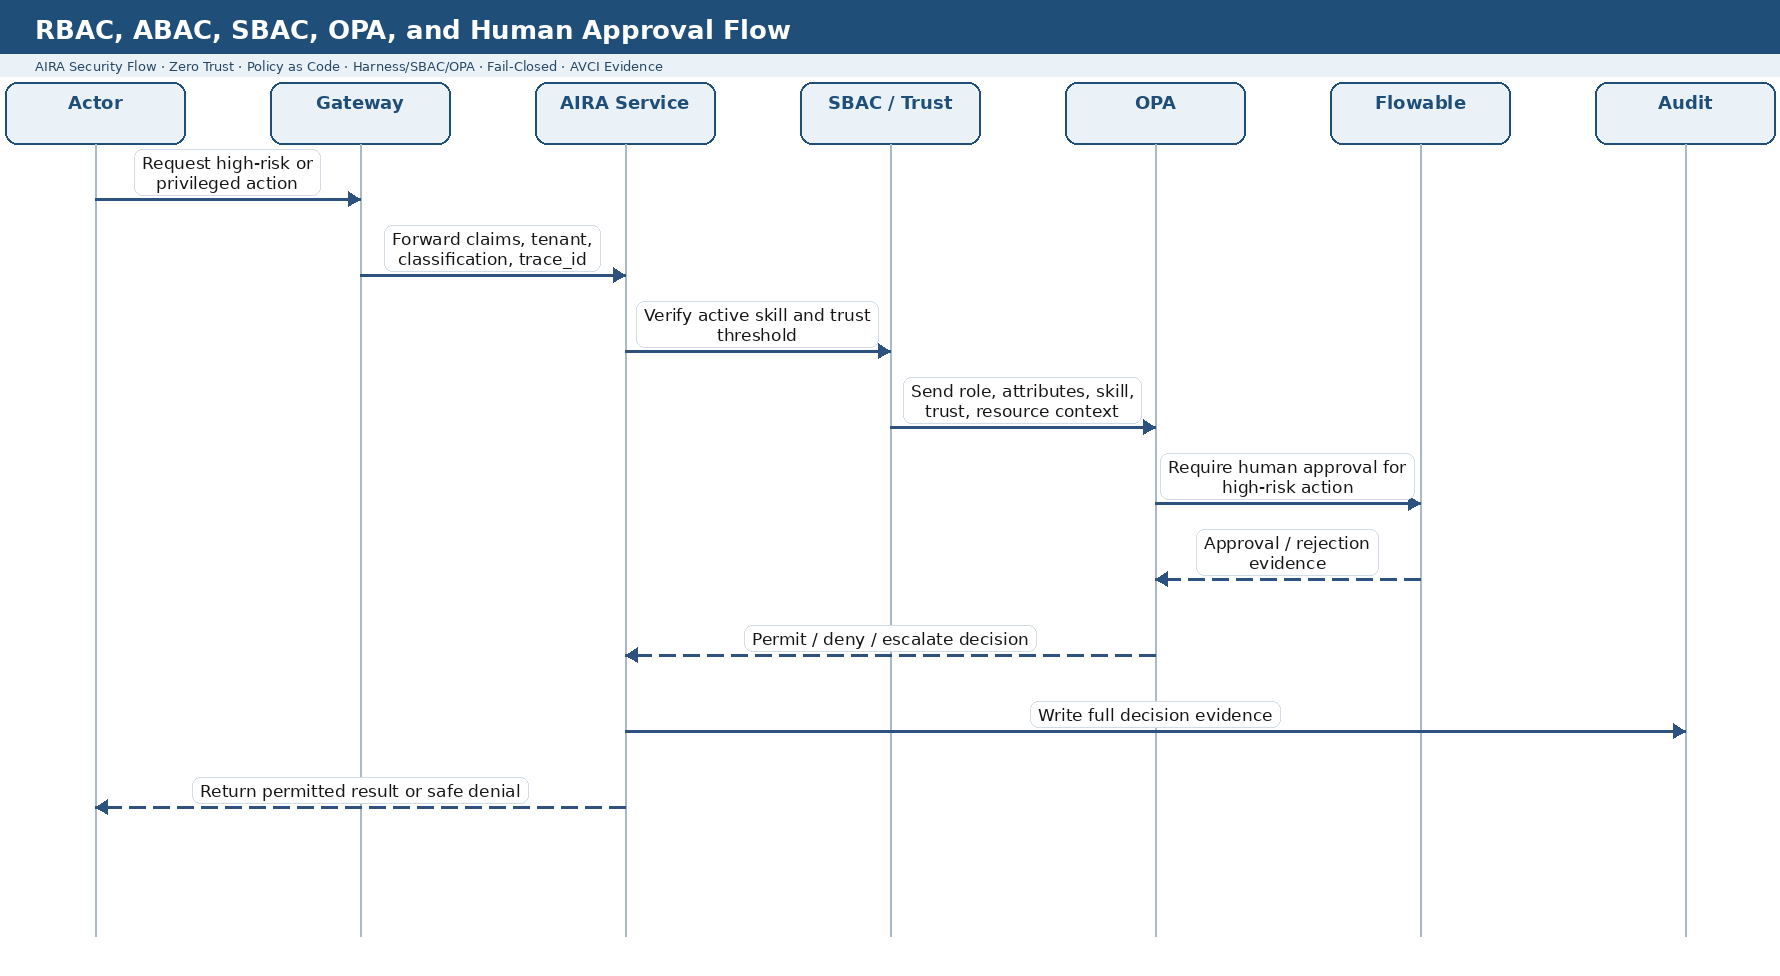 RBAC, ABAC, SBAC, OPA, and Human Approval Flow
AIRA Security Flow · Zero Trust · Policy as Code · Harness/SBAC/OPA · Fail-Closed · AVCI Evidence
Actor
Gateway
AIRA Service
SBAC / Trust
OPA
Flowable
Audit
Request high-risk or
privileged action
Forward claims, tenant,
classification, trace_id
Verify active skill and trust
threshold
Send role, attributes, skill,
trust, resource context
Require human approval for
high-risk action
Approval / rejection
evidence
Permit / deny / escalate decision
Write full decision evidence
Return permitted result or safe denial